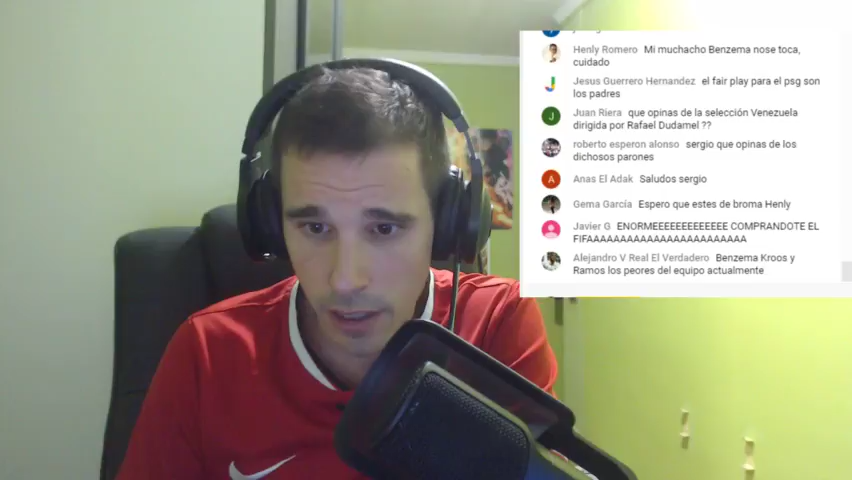 Henly Romero Mi muchacho Benzema nose toca,
cuidado
Jesus Guerrero Hernandez el fair play para el psg son
los padres
Juan Riera que opinas de la selección Venezuela
dirigida por Rafael Dudamel ??
roberto esperon alonso sergio que opinas de los
dichosos parones
Anas El Adak Saludos sergio
Gema García Espero que estes de broma Henly
Javier G ENORMEEEEEEEEEEEEE COMPRANDOTE EL
FIFAAAAAAAAAAAAAAAAAAAAAAAAA
Alejandro V Real El Verdadero Benzema Kroos y
Ramos los peores del equipo actualmente